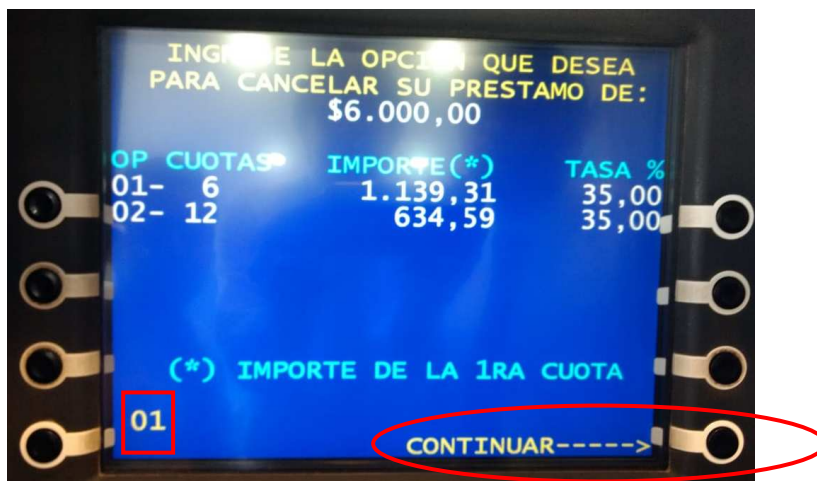 LA QUE DESEA
PARA CANCELAR SU PRESTAMO DE:
$6.000,00
OP CUOTAS IMPORTE(*) TASA %
01- 6 1.139,31 35,00
02- 12 634,59 35,00
(*) IMPORTE DE LA 1RA CUOTA
01
CONTINUAR----->